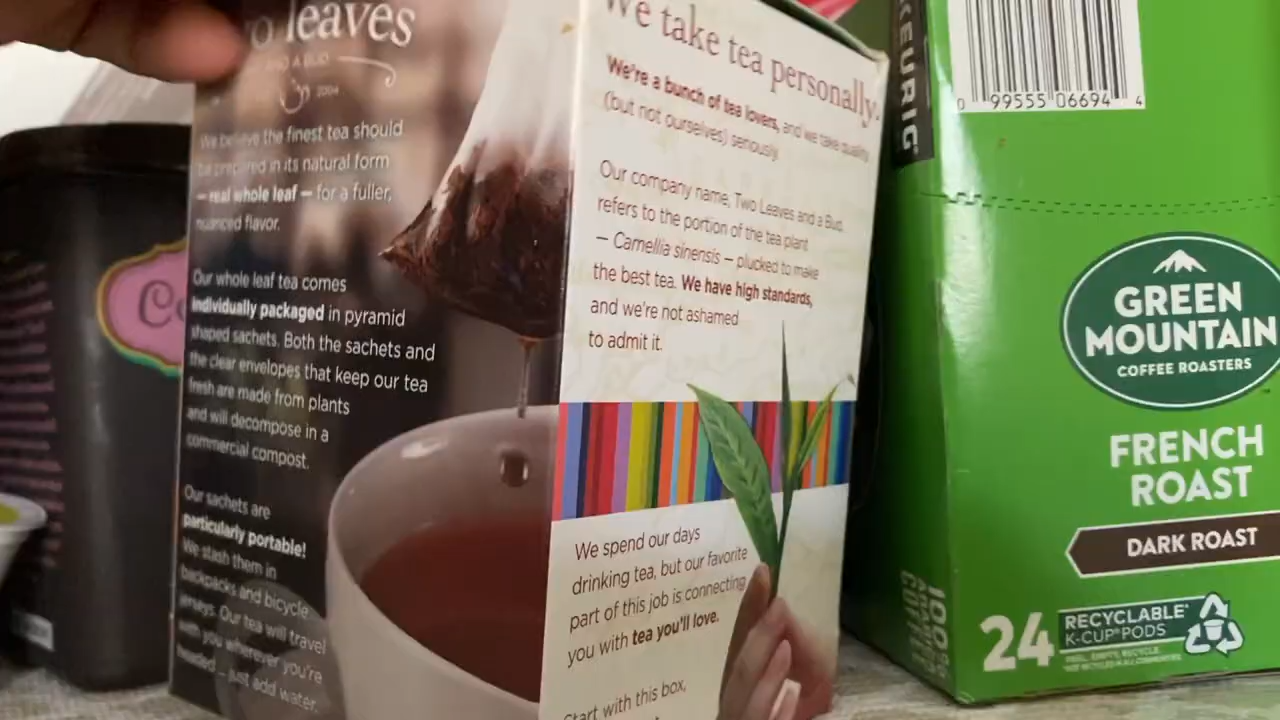 o leaves
AND A BUD
2004
We believe the finest tea should
be prepared in its natural form
— real whole leaf — for a fuller,
nuanced flavor.
Our whole leaf tea comes
individually packaged in pyramid
shaped sachets. Both the sachets and
the clear envelopes that keep our tea
fresh are made from plants
and will decompose in a
commercial compost.
Our sachets are
particularly portable!
We stash them in
backpacks and bicycle
jerseys. Our tea will travel
with you wherever you're
headed – just add water.
We take tea personally.
We're a bunch of tea lovers, and we take quality
(but not ourselves) seriously.
Our company name, Two Leaves and a Bud,
refers to the portion of the tea plant
— Camellia sinensis — plucked to make
the best tea. We have high standards,
and we're not ashamed
to admit it.
We spend our days
drinking tea, but our favorite
part of this job is connecting
you with tea you'll love.
Start with this box,
Co
KEURIG
0 99555 06694 4
GREEN
MOUNTAIN
COFFEE ROASTERS
FRENCH
ROAST
DARK ROAST
24 RECYCLABLE*
K-CUP® PODS
100%